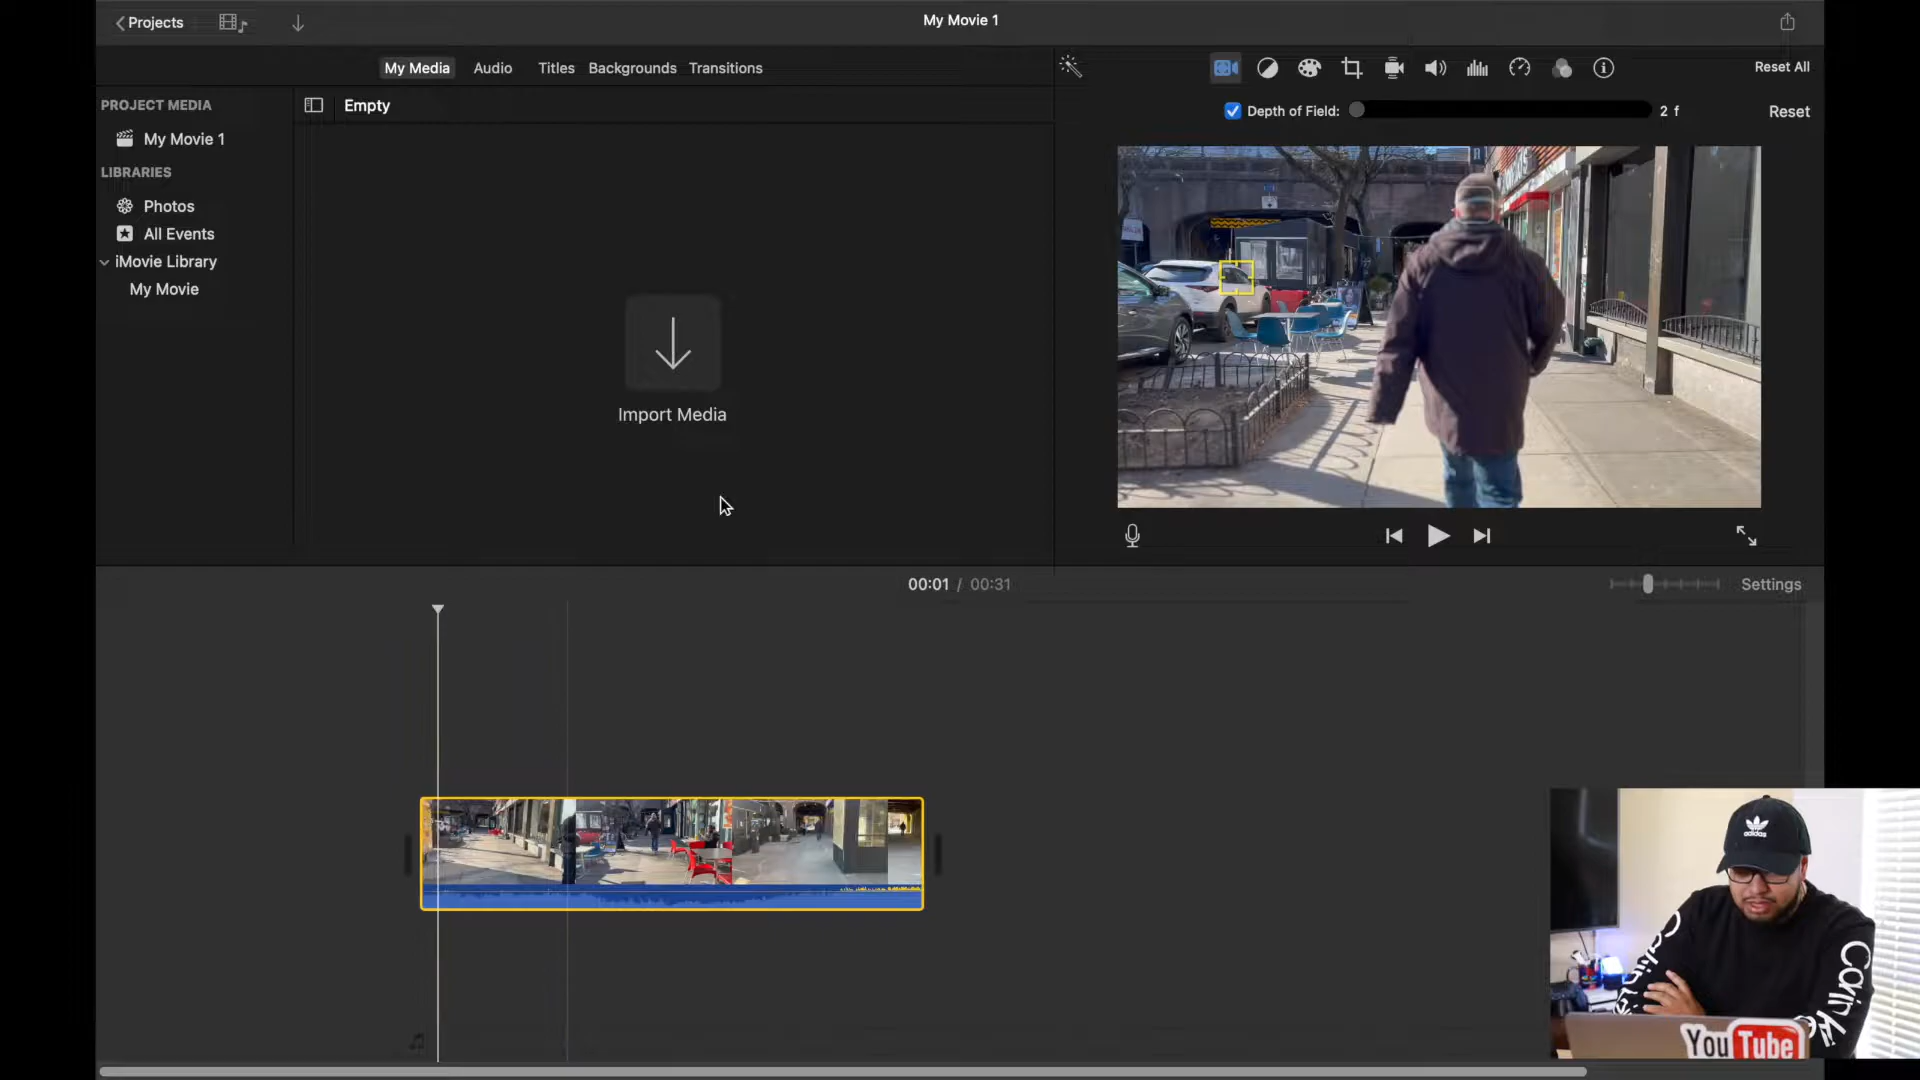 Projects
My Movie 1
My Media Audio Titles Backgrounds Transitions
Reset All
PROJECT MEDIA
Empty
Depth of Field: 2 f Reset
My Movie 1
LIBRARIES
Photos
All Events
iMovie Library
My Movie
Import Media
00:01 / 00:31
Settings
adidas
YouTube